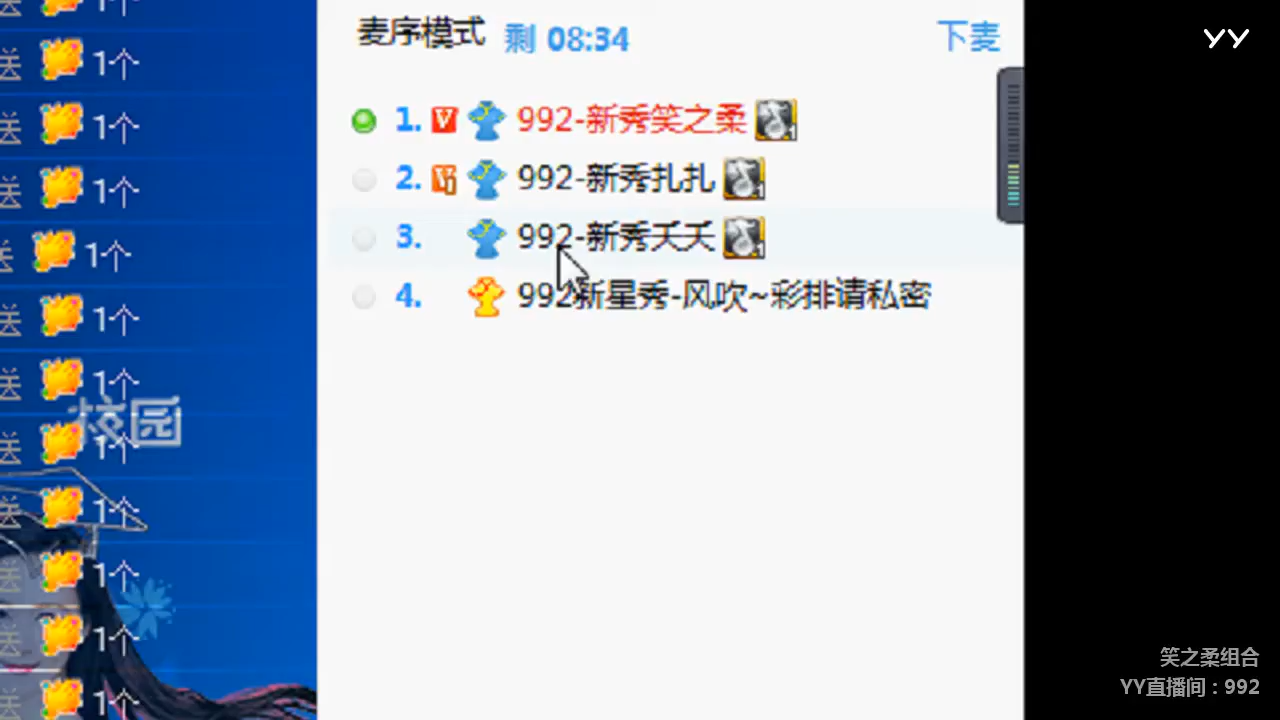 1个
麦序模式 剩 08:34 下麦
YY
送 1个
1. 992-新秀笑之柔
送 1个
2. 992-新秀扎扎
送 1个
3. 992-新秀夭夭
送 1个
4. 992新星秀-风吹~彩排请私密
送 1个
送 1个
校园
送 1个
送 1个
送 1个
送 1个
送 1个
笑之柔组合
YY直播间：992